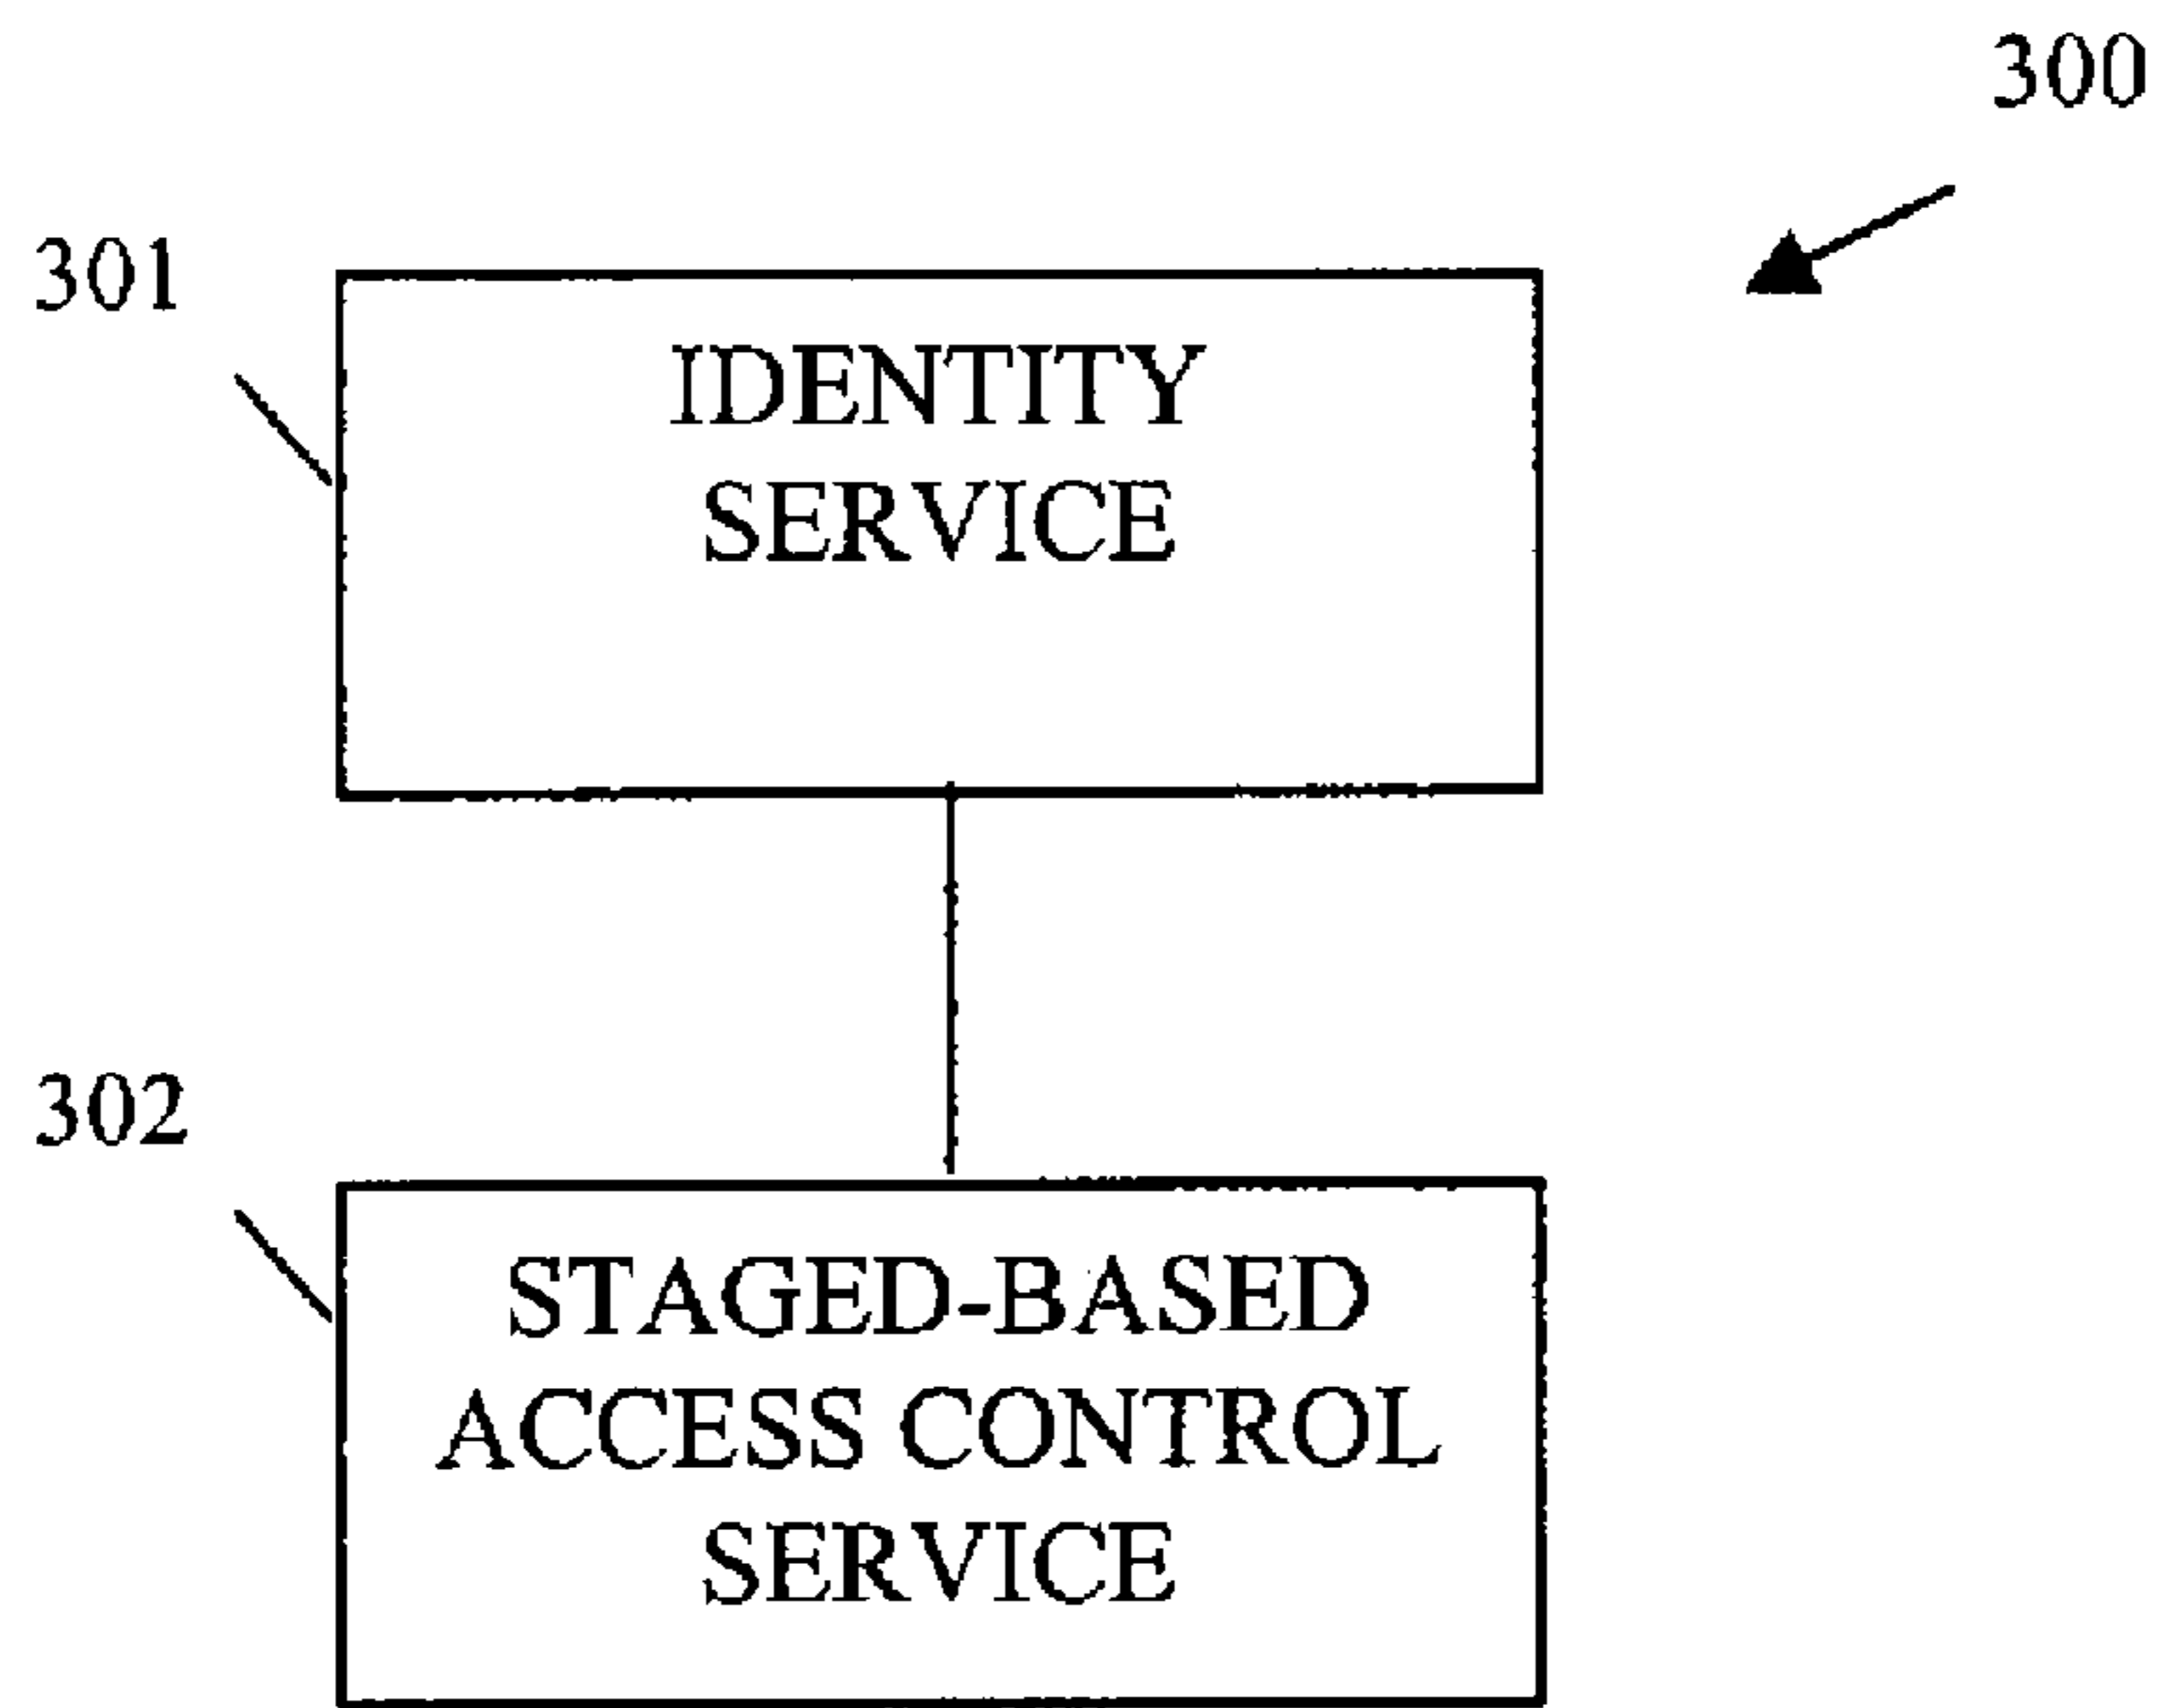 300
301
IDENTITY
SERVICE
302
STAGED-BASED
ACCESS CONTROL
SERVICE